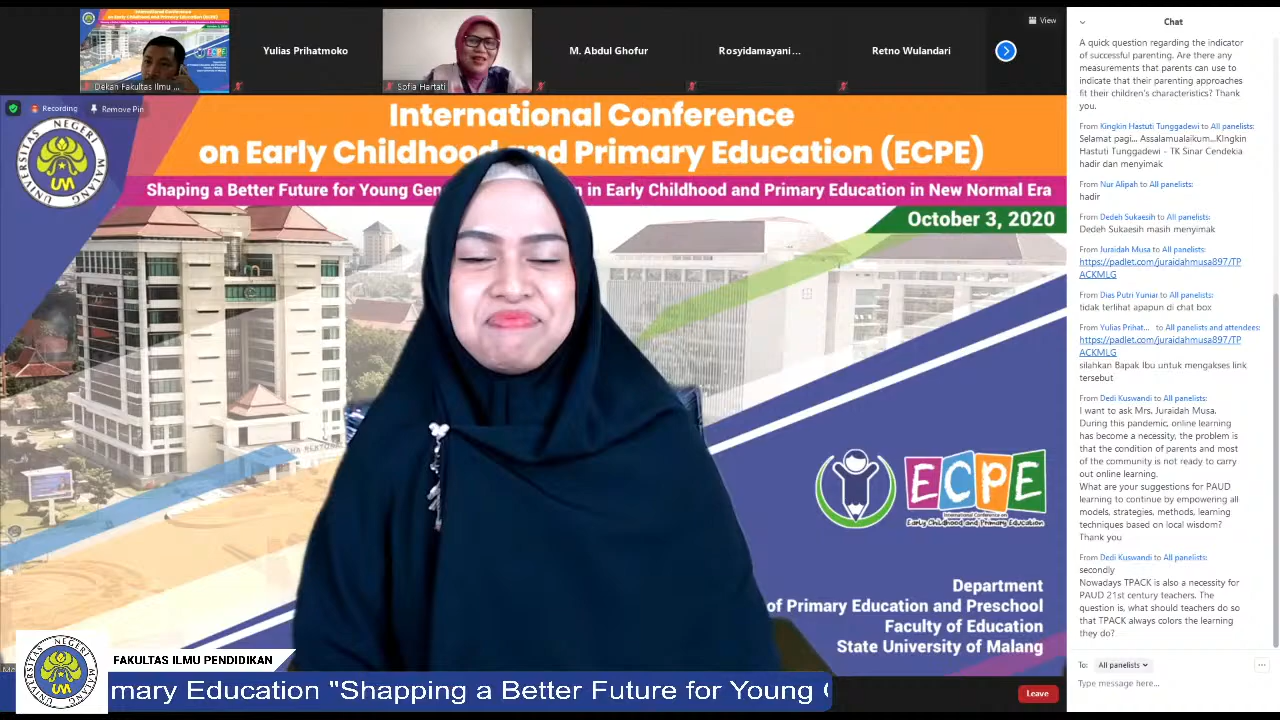 Yulias Prihatmoko
M. Abdul Ghofur
Rosyidamayani...
Retno Wulandari
View
Dekan Fakultas Ilmu ...
Sofia Hartati
Recording
Remove Pin
International Conference
on Early Childhood and Primary Education (ECPE)
Shaping a Better Future for Young Gen in Early Childhood and Primary Education in New Normal Era
October 3, 2020
UNIVERSITAS NEGERI MALANG
UM
ECPE
International Conference on
Early Childhood and Primary Education
Department
of Primary Education and Preschool
Faculty of Education
State University of Malang
FAKULTAS ILMU PENDIDIKAN
mary Education "Shapping a Better Future for Young
Leave
Chat
A quick question regarding the indicator
of successful parenting. Are there any
measurements that parents can use to
indicate that their parenting approaches
fit their children's characteristics? Thank
you.
From Kingkin Hastuti Tunggadewi to All panelists:
Selamat pagi... Assalamualaikum...KIngkin
Hastuti Tunggadewi - TK Sinar Cendekia
hadir dan menyimak
From Nur Alipah to All panelists:
hadir
From Dedeh Sukaesih to All panelists:
Dedeh Sukaesih masih menyimak
From Juraidah Musa to All panelists:
https://padlet.com/juraidahmusa897/TP
ACKMLG
From Dias Putri Yuniar to All panelists:
tidak terlihat apapun di chat box
From Yulias Prihat... to All panelists and attendees:
https://padlet.com/juraidahmusa897/TP
ACKMLG
silahkan Bapak Ibu untuk mengakses link
tersebut
From Dedi Kuswandi to All panelists:
I want to ask Mrs. Juraidah Musa.
During this pandemic, online learning
has become a necessity, the problem is
that the condition of parents and most
of the community is not ready to carry
out online learning.
What are your suggestions for PAUD
learning to continue by empowering all
models, strategies, methods, learning
techniques based on local wisdom?
Thank you
From Dedi Kuswandi to All panelists:
secondly
Nowadays TPACK is also a necessity for
PAUD 21st century teachers. The
question is, what should teachers do so
that TPACK always colors the learning
they do?
To: All panelists
Type message here...